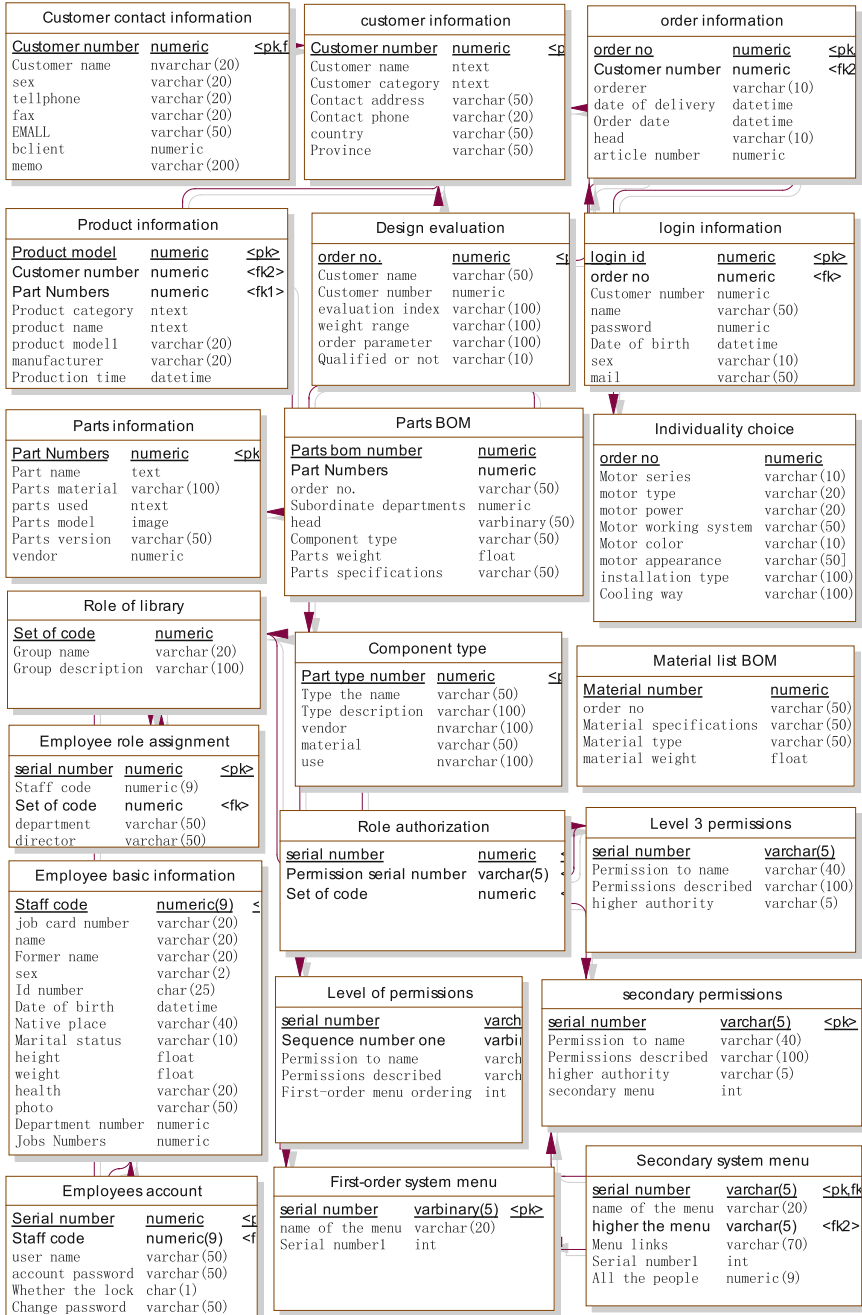 Customer contact information
Customer number numeric <pk,f
Customer name nvarchar(20)
sex varchar(20)
tellphone varchar(20)
fax varchar(20)
EMALL varchar(50)
bclient numeric
memo varchar(200)
customer information
Customer number numeric <p
Customer name ntext
Customer category ntext
Contact address varchar(50)
Contact phone varchar(20)
country varchar(50)
Province varchar(50)
order information
order no numeric <pk,
Customer number numeric <fk2
orderer varchar(10)
date of delivery datetime
Order date datetime
head varchar(10)
article number numeric
Product information
Product model numeric <pk>
Customer number numeric <fk2>
Part Numbers numeric <fk1>
Product category ntext
product name ntext
product model1 varchar(20)
manufacturer varchar(20)
Production time datetime
Design evaluation
order no. numeric <p
Customer name varchar(50)
Customer number numeric
evaluation index varchar(100)
weight range varchar(100)
order parameter varchar(100)
Qualified or not varchar(10)
login information
login id numeric <pk>
order no numeric <fk>
Customer number numeric
name varchar(50)
password numeric
Date of birth datetime
sex varchar(10)
mail varchar(50)
Parts information
Part Numbers numeric <pk
Part name text
Parts material varchar(100)
parts used ntext
Parts model image
Parts version varchar(50)
vendor numeric
Parts BOM
Parts bom number numeric
Part Numbers numeric
order no. varchar(50)
Subordinate departments numeric
head varbinary(50)
Component type varchar(50)
Parts weight float
Parts specifications varchar(50)
Individuality choice
order no numeric
Motor series varchar(10)
motor type varchar(20)
motor power varchar(20)
Motor working system varchar(50)
Motor color varchar(10)
motor appearance varchar(50]
installation type varchar(100)
Cooling way varchar(100)
Role of library
Set of code numeric
Group name varchar(20)
Group description varchar(100)
Component type
Part type number numeric <p
Type the name varchar(50)
Type description varchar(100)
vendor nvarchar(100)
material varchar(50)
use nvarchar(100)
Material list BOM
Material number numeric
order no varchar(50)
Material specifications varchar(50)
Material type varchar(50)
material weight float
Employee role assignment
serial number numeric <pk>
Staff code numeric(9)
Set of code numeric <fk>
department varchar(50)
director varchar(50)
Role authorization
serial number numeric <
Permission serial number varchar(5) <
Set of code numeric <
Level 3 permissions
serial number varchar(5)
Permission to name varchar(40)
Permissions described varchar(100)
higher authority varchar(5)
Employee basic information
Staff code numeric(9) <
job card number varchar(20)
name varchar(20)
Former name varchar(20)
sex varchar(2)
Id number char(25)
Date of birth datetime
Native place varchar(40)
Marital status varchar(10)
height float
weight float
health varchar(20)
photo varchar(50)
Department number numeric
Jobs Numbers numeric
Level of permissions
serial number varch
Sequence number one varbi
Permission to name varch
Permissions described varch
First-order menu ordering int
secondary permissions
serial number varchar(5) <pk>
Permission to name varchar(40)
Permissions described varchar(100)
higher authority varchar(5)
secondary menu int
Employees account
Serial number numeric <p
Staff code numeric(9) <f
user name varchar(50)
account password varchar(50)
Whether the lock char(1)
Change password varchar(50)
First-order system menu
serial number varbinary(5) <pk>
name of the menu varchar(20)
Serial number1 int
Secondary system menu
serial number varchar(5) <pk,fk
name of the menu varchar(20)
higher the menu varchar(5) <fk2>
Menu links varchar(70)
Serial number1 int
All the people numeric(9)